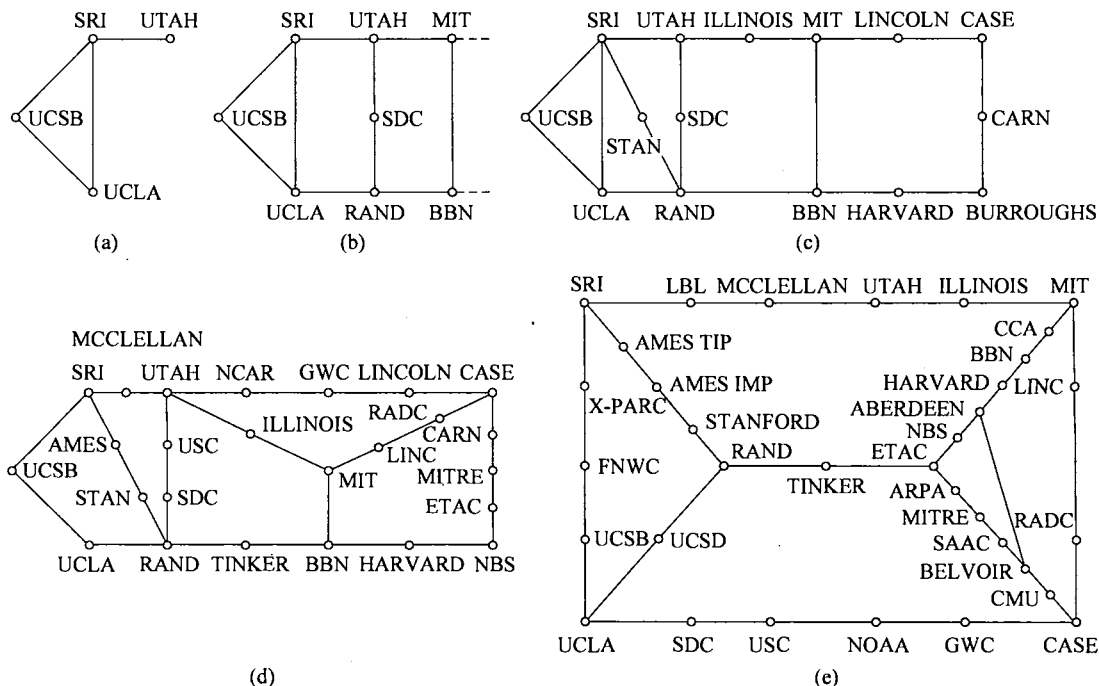 SRI UTAH
UCSB
UCLA
(a)
SRI UTAH MIT
UCSB SDC
UCLA RAND BBN
(b)
SRI UTAH ILLINOIS MIT LINCOLN CASE
UCSB SDC CARN
STAN
UCLA RAND BBN HARVARD BURROUGHS
(c)
MCCLELLAN
SRI UTAH NCAR GWC LINCOLN CASE
RADC
ILLINOIS CARN
AMES USC LINC
UCSB MIT MITRE
STAN SDC ETAC
UCLA RAND TINKER BBN HARVARD NBS
(d)
SRI LBL MCCLELLAN UTAH ILLINOIS MIT
CCA
AMES TIP BBN
AMES IMP HARVARD LINC
X-PARC ABERDEEN
STANFORD NBS
FNWC RAND ETAC
TINKER ARPA
MITRE RADC
UCSB UCSD SAAC
BELVOIR
CMU
UCLA SDC USC NOAA GWC CASE
(e)